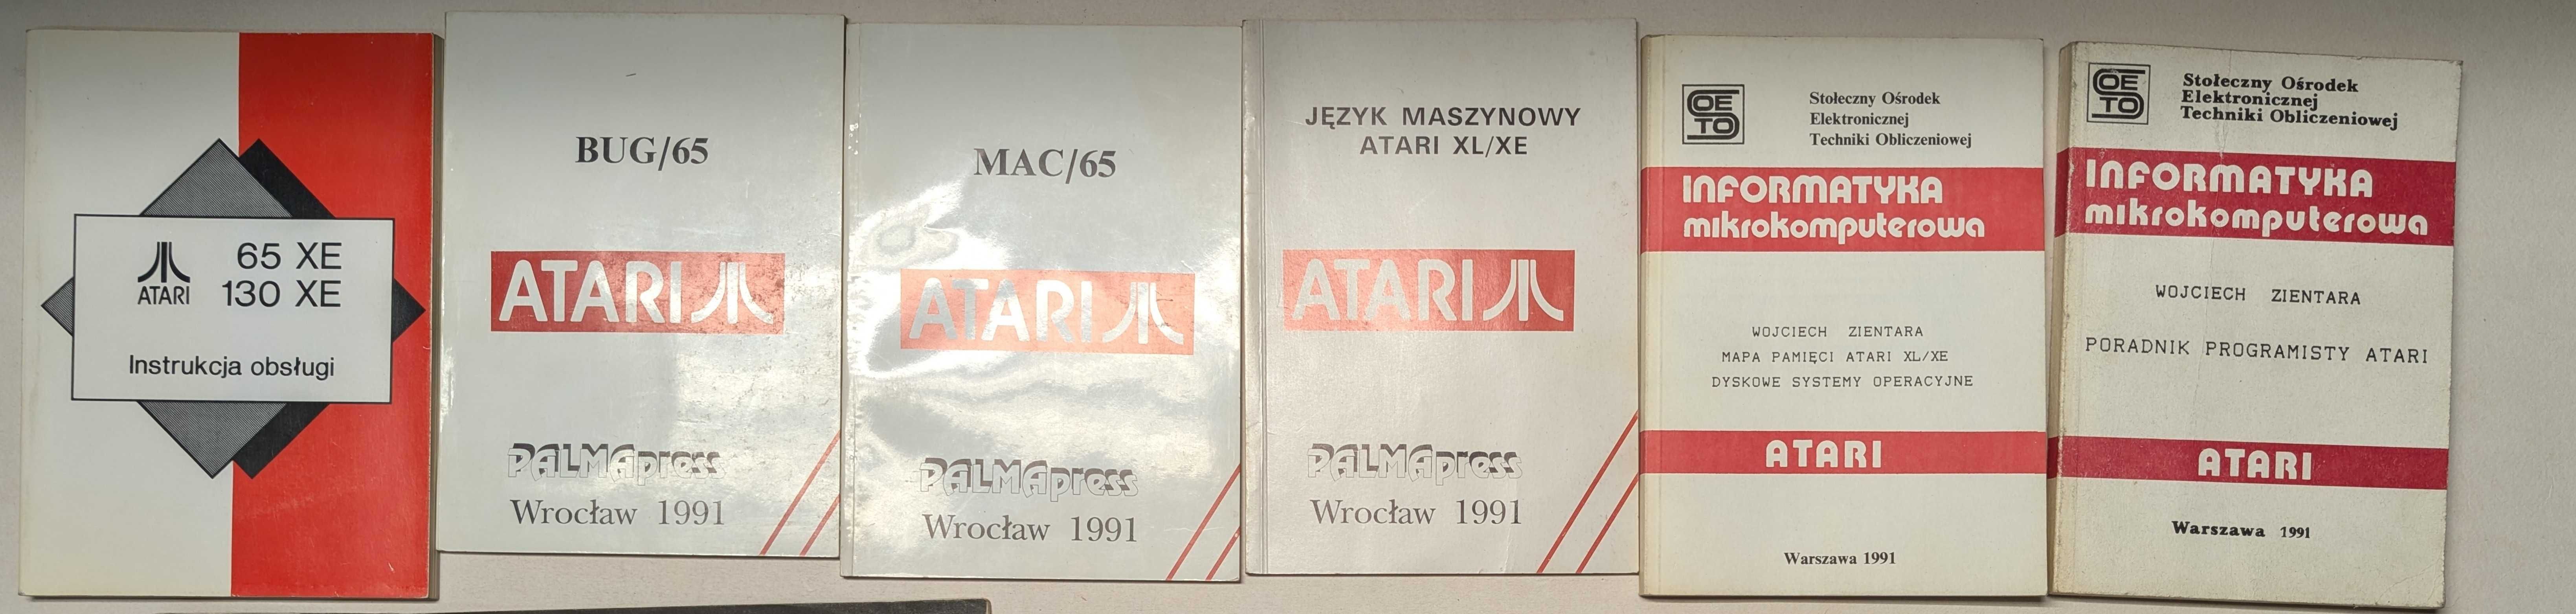 65 XE
ATARI 130 XE
Instrukcja obsługi
BUG/65
ATARI
PALMApress
Wrocław 1991
MAC/65
ATARI
PALMApress
Wrocław 1991
JĘZYK MASZYNOWY
ATARI XL/XE
ATARI
PALMApress
Wrocław 1991
SOETO
Stołeczny Ośrodek
Elektronicznej
Techniki Obliczeniowej
INFORMATYKA
mikrokomputerowa
WOJCIECH ZIENTARA
MAPA PAMIĘCI ATARI XL/XE
DYSKOWE SYSTEMY OPERACYJNE
ATARI
Warszawa 1991
SOETO
Stołeczny Ośrodek
Elektronicznej
Techniki Obliczeniowej
INFORMATYKA
mikrokomputerowa
WOJCIECH ZIENTARA
PORADNIK PROGRAMISTY ATARI
ATARI
Warszawa 1991